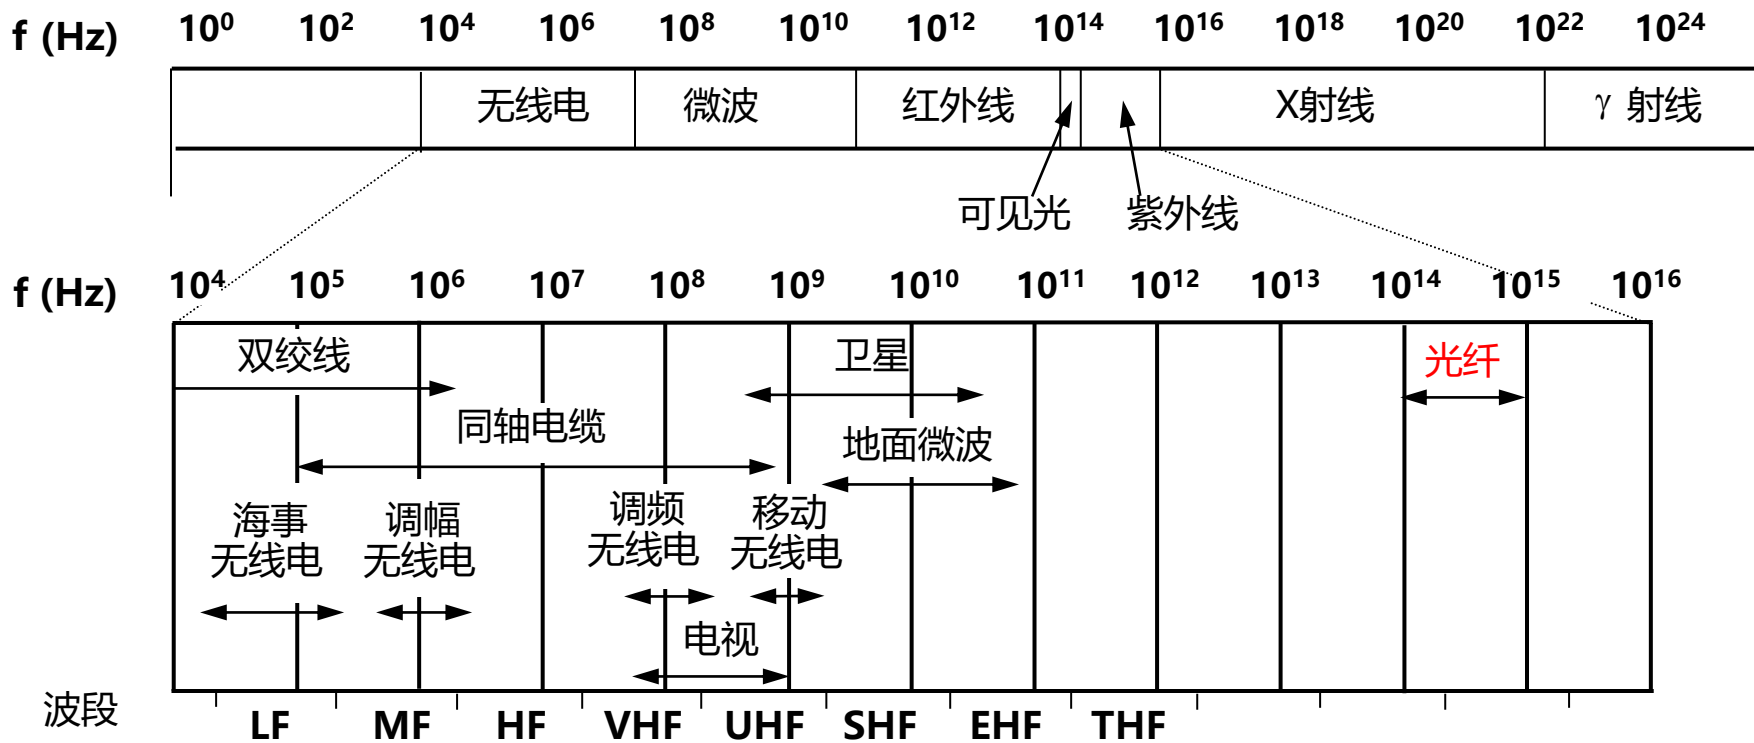 f (Hz) 10⁰ 10² 10⁴ 10⁶ 10⁸ 10¹⁰ 10¹² 10¹⁴ 10¹⁶ 10¹⁸ 10²⁰ 10²² 10²⁴
无线电 微波 红外线 X射线 γ 射线
可见光 紫外线
f (Hz) 10⁴ 10⁵ 10⁶ 10⁷ 10⁸ 10⁹ 10¹⁰ 10¹¹ 10¹² 10¹³ 10¹⁴ 10¹⁵ 10¹⁶
双绞线 卫星 光纤
同轴电缆 地面微波
海事
无线电
调幅
无线电
调频
无线电
移动
无线电
电视
波段 LF MF HF VHF UHF SHF EHF THF